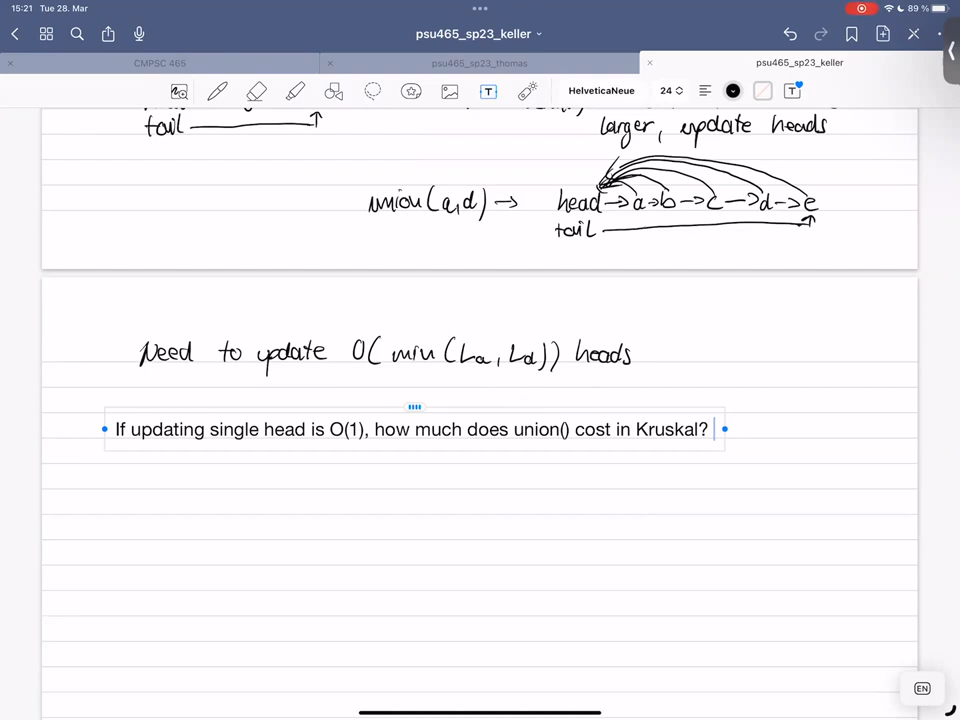 15:21 Tue 28. Mar
89 %
psu465_sp23_keller
CMPSC 465
psu465_sp23_thomas
psu465_sp23_keller
HelveticaNeue 24
T
tail
larger, update heads
union(a,d) → head → a → b → c → d → e
tail
Need to update O( min (La, Ld)) heads
If updating single head is O(1), how much does union() cost in Kruskal?
EN